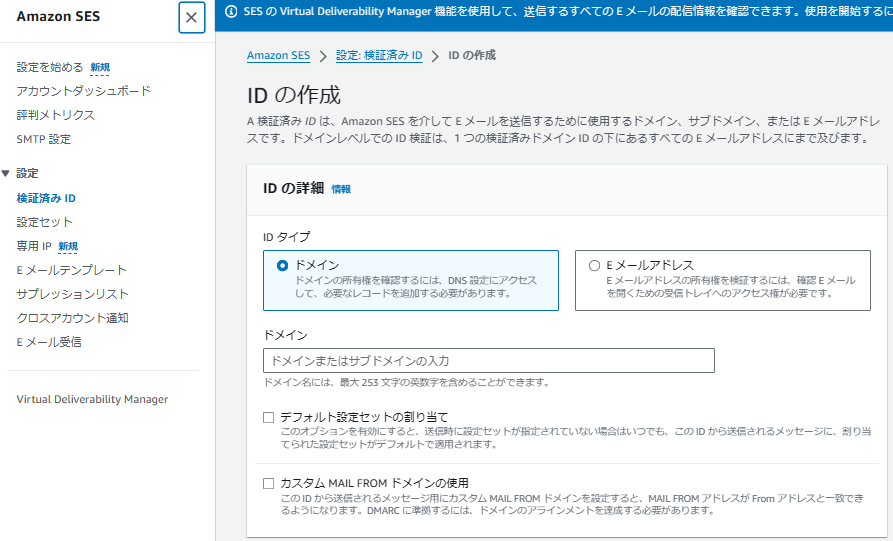 Amazon SES
設定を始める 新規
アカウントダッシュボード
評判メトリクス
SMTP 設定
設定
検証済み ID
設定セット
専用 IP 新規
E メールテンプレート
サプレッションリスト
クロスアカウント通知
E メール受信
Virtual Deliverability Manager
SES の Virtual Deliverability Manager 機能を使用して、送信するすべての E メールの配信情報を確認できます。使用を開始するに
Amazon SES > 設定: 検証済み ID > ID の作成
ID の作成
A 検証済み ID は、Amazon SES を介して E メールを送信するために使用するドメイン、サブドメイン、または E メールアドレ
スです。ドメインレベルでの ID 検証は、1 つの検証済みドメイン ID の下にあるすべての E メールアドレスにまで及びます。
ID の詳細 情報
ID タイプ
ドメイン
ドメインの所有権を確認するには、DNS 設定にアクセス
して、必要なレコードを追加する必要があります。
E メールアドレス
E メールアドレスの所有権を検証するには、確認 E メール
を開くための受信トレイへのアクセス権が必要です。
ドメイン
ドメインまたはサブドメインの入力
ドメイン名には、最大 253 文字の英数字を含めることができます。
デフォルト設定セットの割り当て
このオプションを有効にすると、送信時に設定セットが指定されていない場合はいつでも、この ID から送信されるメッセージに、割り当
てられた設定セットがデフォルトで適用されます。
カスタム MAIL FROM ドメインの使用
この ID から送信されるメッセージ用にカスタム MAIL FROM ドメインを設定すると、MAIL FROM アドレスが From アドレスと一致でき
るようになります。DMARC に準拠するには、ドメインのアラインメントを達成する必要があります。